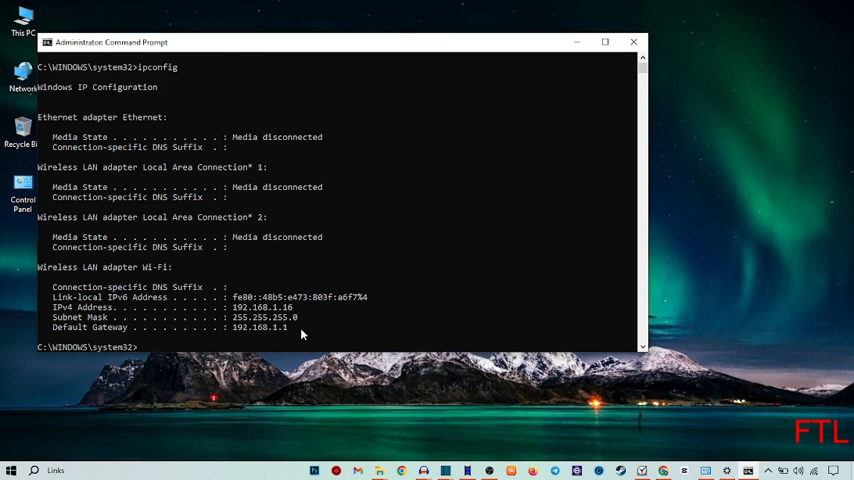 This PC
Network
Recycle Bi
Control
Panel
Administrator: Command Prompt
C:\WINDOWS\system32>ipconfig
Windows IP Configuration
Ethernet adapter Ethernet:
Media State . . . . . . . . . . . : Media disconnected
Connection-specific DNS Suffix  . :
Wireless LAN adapter Local Area Connection* 1:
Media State . . . . . . . . . . . : Media disconnected
Connection-specific DNS Suffix  . :
Wireless LAN adapter Local Area Connection* 2:
Media State . . . . . . . . . . . : Media disconnected
Connection-specific DNS Suffix  . :
Wireless LAN adapter Wi-Fi:
Connection-specific DNS Suffix  . :
Link-local IPv6 Address . . . . . : fe80::48b5:e473:803f:a6f7%4
IPv4 Address. . . . . . . . . . . : 192.168.1.16
Subnet Mask . . . . . . . . . . . : 255.255.255.0
Default Gateway . . . . . . . . . : 192.168.1.1
C:\WINDOWS\system32>
FTL
Links